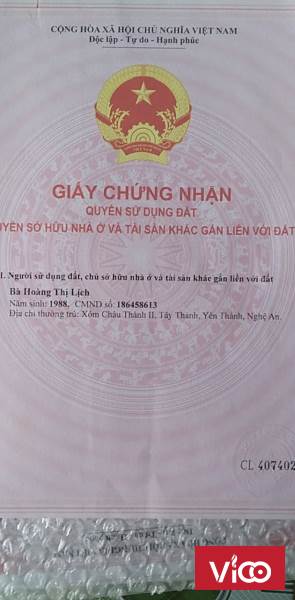 CỘNG HÒA XÃ HỘI CHỦ NGHĨA VIỆT NAM
Độc lập - Tự do - Hạnh phúc
VIỆT NAM
GIẤY CHỨNG NHẬN
QUYỀN SỬ DỤNG ĐẤT
UYỀN SỞ HỮU NHÀ Ở VÀ TÀI SẢN KHÁC GẮN LIỀN VỚI ĐẤT
I. Người sử dụng đất, chủ sở hữu nhà ở và tài sản khác gắn liền với đất
Bà Hoàng Thị Lịch
Năm sinh: 1988, CMND số: 186458613
Địa chỉ thường trú: Xóm Châu Thành II, Tây Thành, Yên Thành, Nghệ An.
CL 407402
Vico